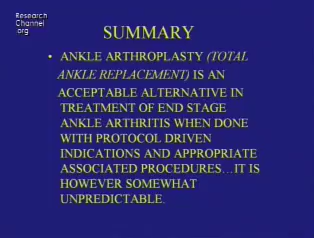 Research
Channel
.org
SUMMARY
• ANKLE ARTHROPLASTY (TOTAL
ANKLE REPLACEMENT) IS AN
ACCEPTABLE ALTERNATIVE IN
TREATMENT OF END STAGE
ANKLE ARTHRITIS WHEN DONE
WITH PROTOCOL DRIVEN
INDICATIONS AND APPROPRIATE
ASSOCIATED PROCEDURES…IT IS
HOWEVER SOMEWHAT
UNPREDICTABLE.